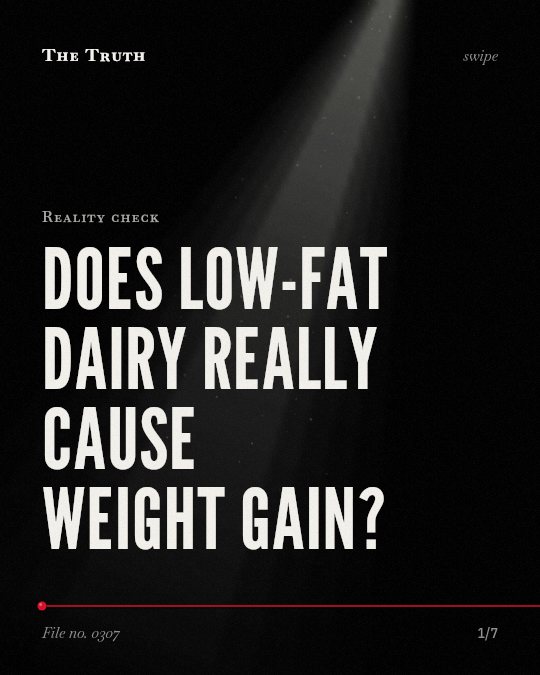 The Truth
swipe
Reality check
DOES LOW-FAT
DAIRY REALLY
CAUSE
WEIGHT GAIN?
File no. 0307
1/7